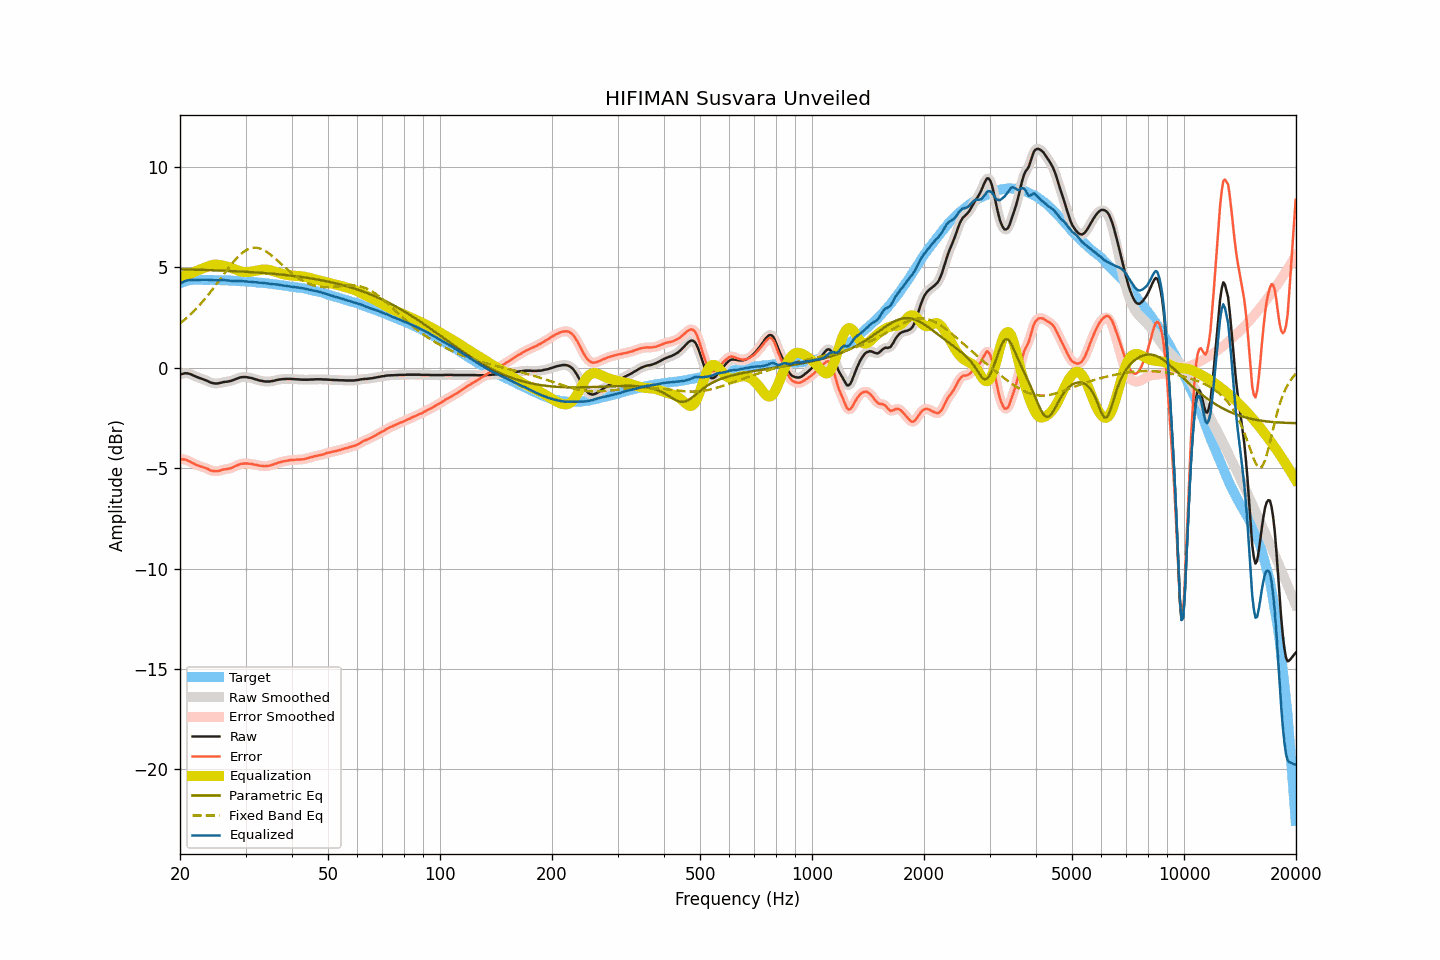 HIFIMAN Susvara Unveiled
10
5
0
−5
−10
−15
−20
Amplitude (dBr)
Target
Raw Smoothed
Error Smoothed
Raw
Error
Equalization
Parametric Eq
Fixed Band Eq
Equalized
20 50 100 200 500 1000 2000 5000 10000 20000
Frequency (Hz)